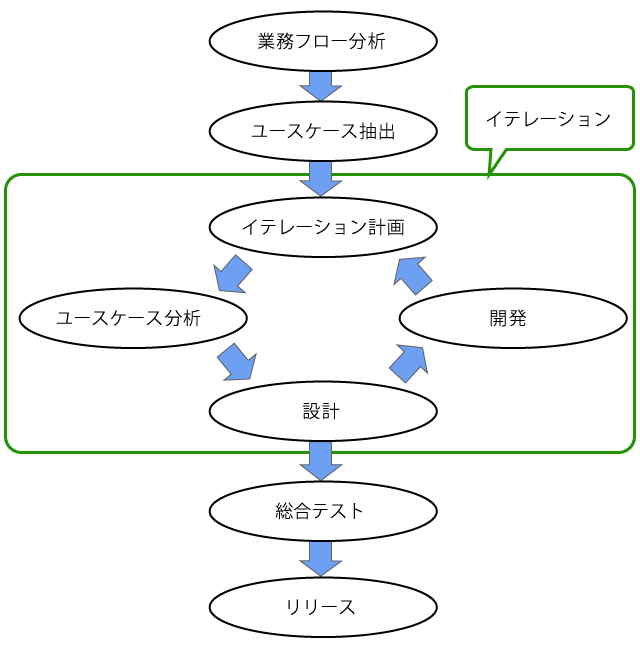 業務フロー分析
ユースケース抽出
イテレーション
イテレーション計画
ユースケース分析
開発
設計
総合テスト
リリース